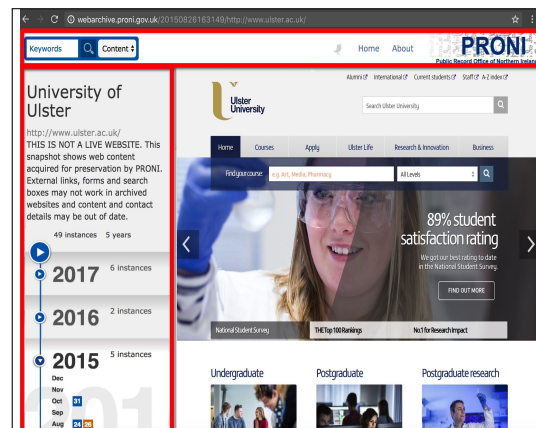 webarchive.proni.gov.uk/20150826163149/http://www.ulster.ac.uk/
Keywords
Content
Home
About
PRONI
Public Record Office of Northern Ireland
University of
Ulster
http://www.ulster.ac.uk/
THIS IS NOT A LIVE WEBSITE. This
snapshot shows web content
acquired for preservation by PRONI.
External links, forms and search
boxes may not work in archived
websites and content and contact
details may be out of date.
49 instances 5 years
2017 6 instances
2016 2 instances
2015 5 instances
Dec
Nov
Oct 31
Sep
Aug 24 26
201
Alumni International Current students Staff A-Z index
Ulster
University
Search Ulster University
Home Courses Apply Ulster Life Research & Innovation Business
Find your course: e.g. Art, Media, Pharmacy All Levels
89% student
satisfaction rating
We got our best rating to date
in the National Student Survey.
FIND OUT MORE
National Student Survey THE Top 100 Rankings No.1 for Research Impact
Undergraduate Postgraduate Postgraduate research